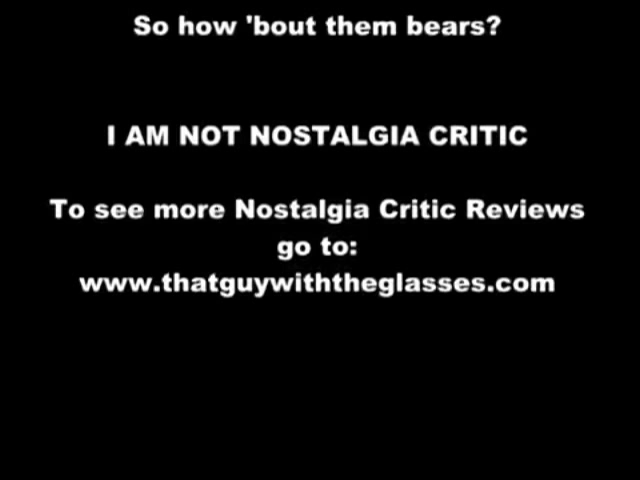 So how 'bout them bears?
I AM NOT NOSTALGIA CRITIC
To see more Nostalgia Critic Reviews
go to:
www.thatguywiththeglasses.com